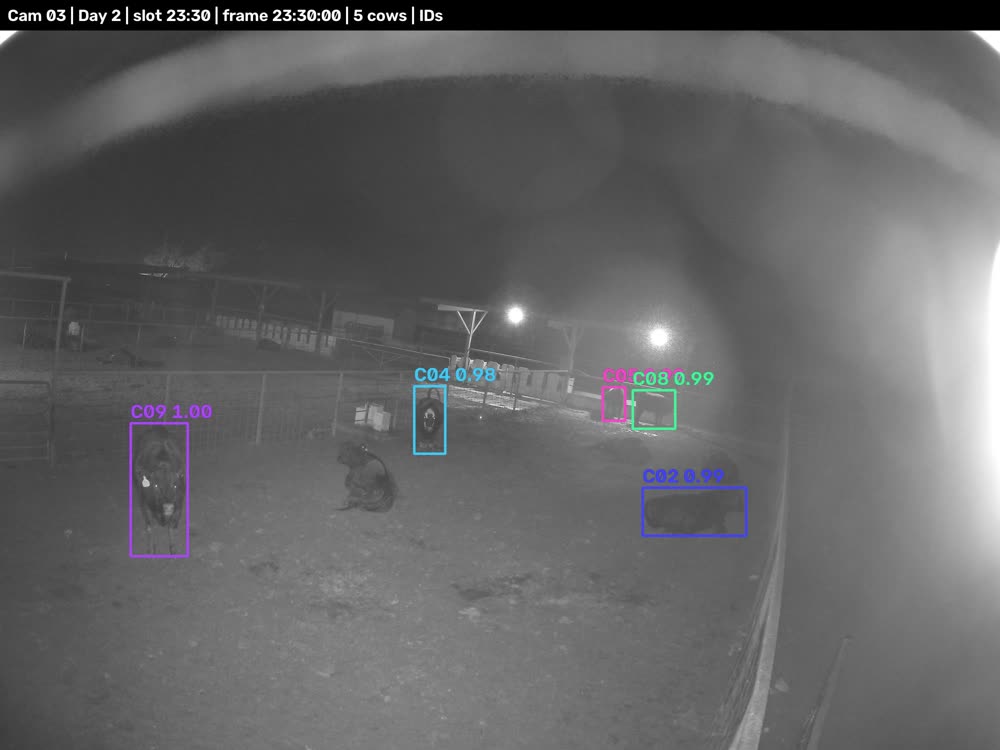 Cam 03 | Day 2 | slot 23:30 | frame 23:30:00 | 5 cows | IDs
C04 0.98
C08 0.99
C09 1.00
C02 0.99